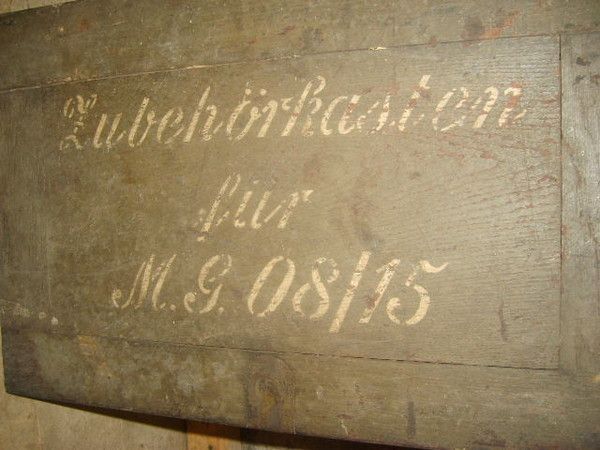 Zubehörkasten
für
M.G. 08/15